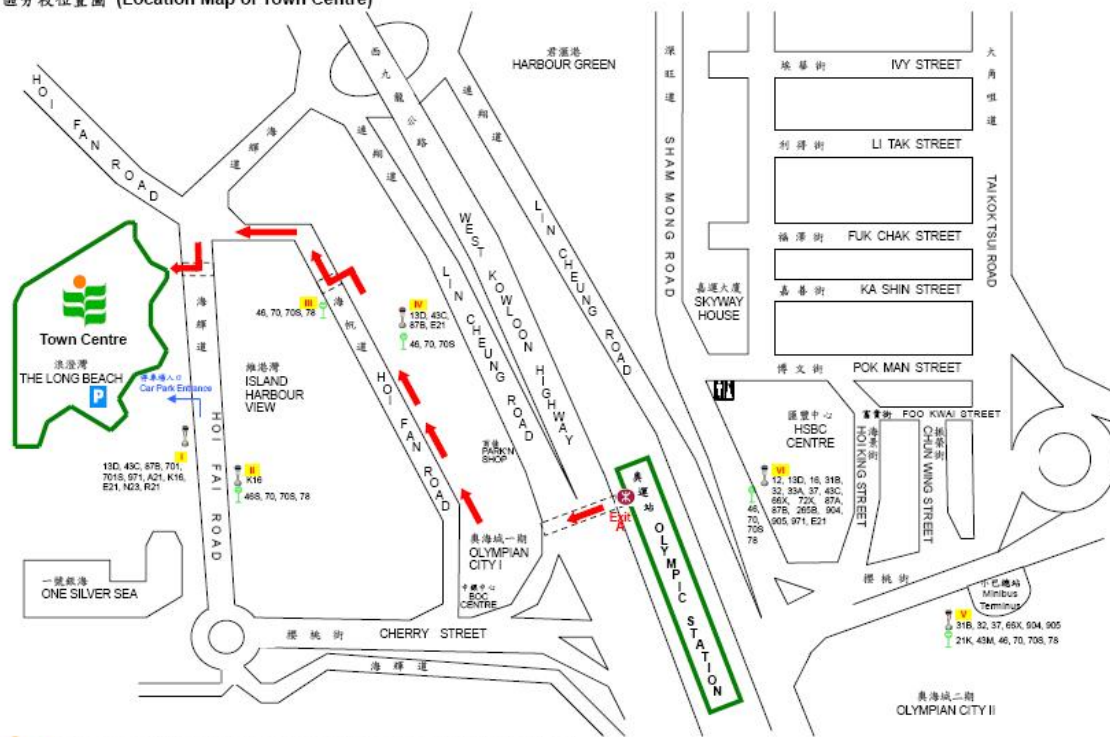 (Location Map of Town Centre)
君滙港
HARBOUR GREEN
埃華街 IVY STREET
利得街 LI TAK STREET
福澤街 FUK CHAK STREET
嘉善街 KA SHIN STREET
博文街 POK MAN STREET
富貴街 FOO KWAI STREET
深旺道 SHAM MONG ROAD
大角咀道 TAI KOK TSUI ROAD
HOI FAN ROAD
海輝道
西九龍公路
WEST KOWLOON HIGHWAY
連翔道
LIN CHEUNG ROAD
連翔道
LIN CHEUNG ROAD
嘉運大廈
SKYWAY
HOUSE
Town Centre
浪澄灣
THE LONG BEACH
P
停車場入口
Car Park Entrance
海輝道
HOI FAI ROAD
I
13D, 43C, 87B, 701,
701S, 971, A21, K16,
E21, N23, R21
維港灣
ISLAND
HARBOUR
VIEW
II
K16
46S, 70, 70S, 78
III
46, 70, 70S, 78
海帆道
HOI FAN ROAD
IV
13D, 43C,
87B, E21
46, 70, 70S
百佳
PARK'N
SHOP
奧海城一期
OLYMPIAN
CITY I
中銀中心
BOC
CENTRE
Exit
A
奧運站 OLYMPIC STATION
滙豐中心
HSBC
CENTRE
VI
12, 13D, 16, 31B,
32, 33A, 37, 43C,
66X, 72X, 87A,
87B, 265B, 904,
905, 971, E21
46,
70,
70S
78
海景街
HOI KING STREET
振榮街
CHUN WING STREET
櫻桃街
小巴總站
Minibus
Terminus
V
31B, 32, 37, 66X, 904, 905
21K, 43M, 46, 70, 70S, 78
一號銀海
ONE SILVER SEA
櫻桃街 CHERRY STREET
海輝道
奧海城二期
OLYMPIAN CITY II